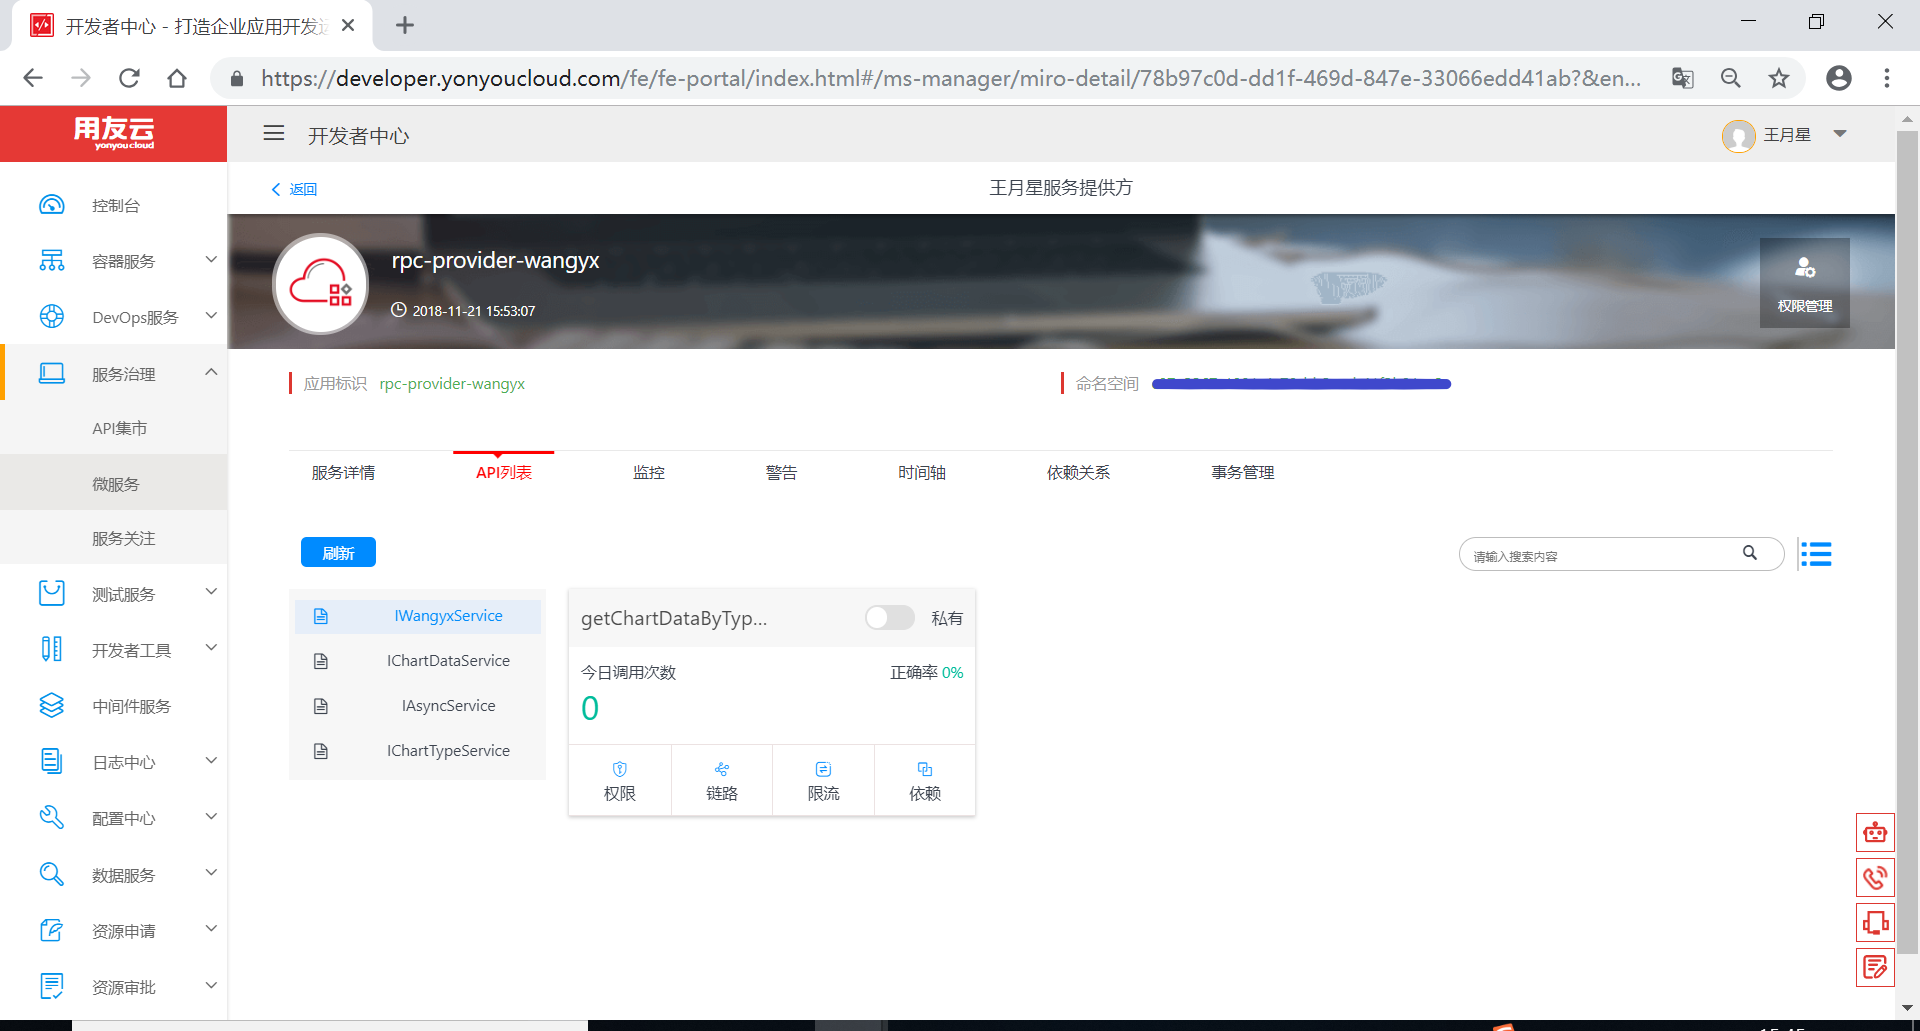 开发者中心 - 打造企业应用开发
https://developer.yonyoucloud.com/fe/fe-portal/index.html#/ms-manager/miro-detail/78b97c0d-dd1f-469d-847e-33066edd41ab?&en...
用友云
yonyou cloud
开发者中心
王月星
返回
王月星服务提供方
控制台
容器服务
DevOps服务
服务治理
API集市
微服务
服务关注
测试服务
开发者工具
中间件服务
日志中心
配置中心
数据服务
资源申请
资源审批
rpc-provider-wangyx
2018-11-21 15:53:07
权限管理
应用标识 rpc-provider-wangyx
命名空间
服务详情 API列表 监控 警告 时间轴 依赖关系 事务管理
刷新
请输入搜索内容
IWangyxService
IChartDataService
IAsyncService
IChartTypeService
getChartDataByTyp... 私有
今日调用次数 正确率 0%
0
权限 链路 限流 依赖